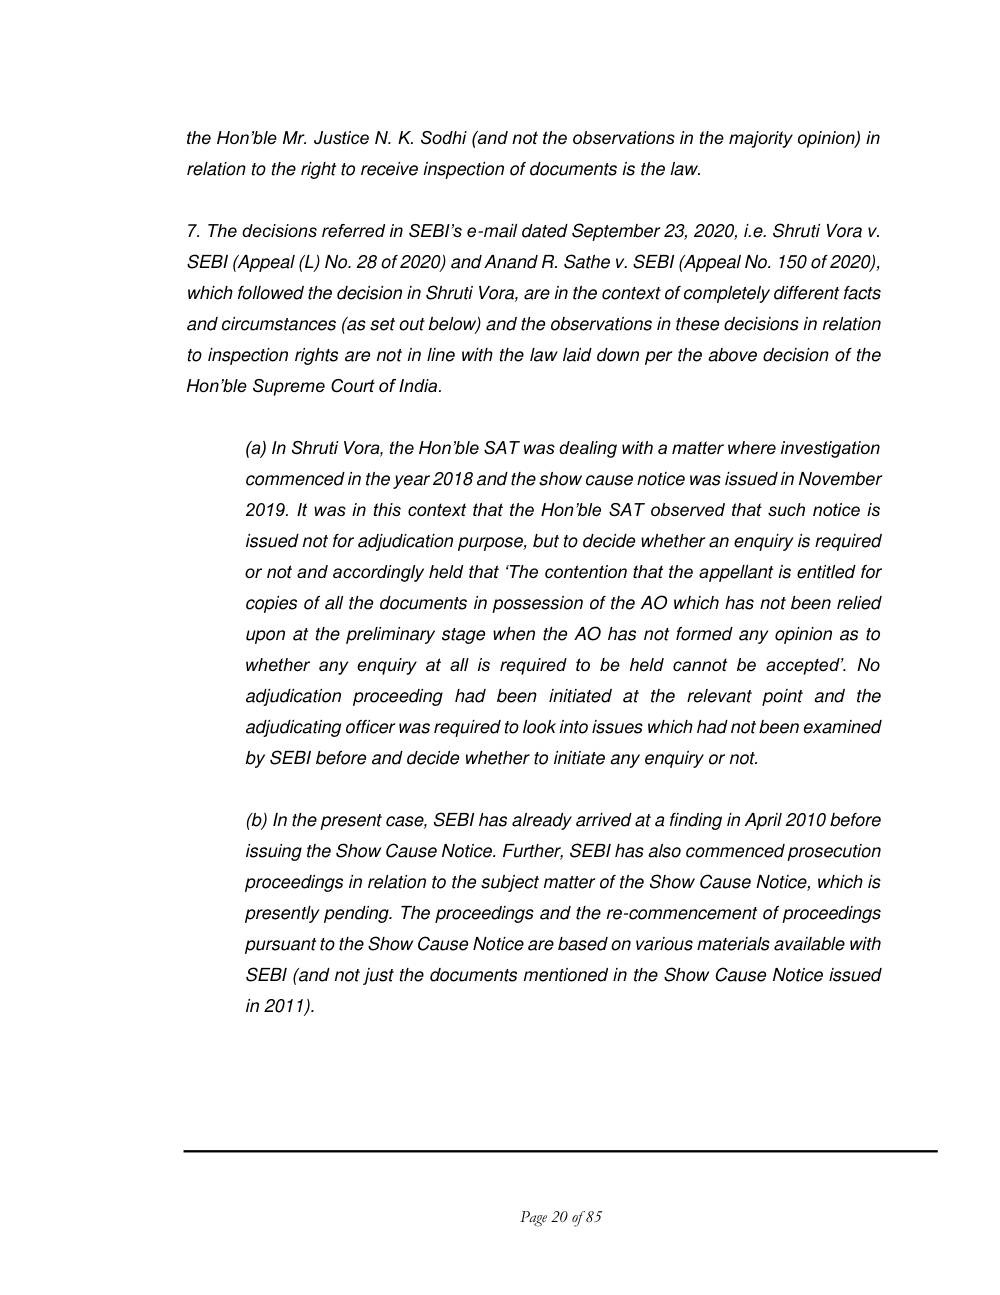 the Hon’ble Mr. Justice N. K. Sodhi (and not the observations in the majority opinion) in
relation to the right to receive inspection of documents is the law.
7. The decisions referred in SEBI’s e-mail dated September 23, 2020, i.e. Shruti Vora v.
SEBI (Appeal (L) No. 28 of 2020) and Anand R. Sathe v. SEBI (Appeal No. 150 of 2020),
which followed the decision in Shruti Vora, are in the context of completely different facts
and circumstances (as set out below) and the observations in these decisions in relation
to inspection rights are not in line with the law laid down per the above decision of the
Hon’ble Supreme Court of India.
(a) In Shruti Vora, the Hon’ble SAT was dealing with a matter where investigation
commenced in the year 2018 and the show cause notice was issued in November
2019. It was in this context that the Hon’ble SAT observed that such notice is
issued not for adjudication purpose, but to decide whether an enquiry is required
or not and accordingly held that ‘The contention that the appellant is entitled for
copies of all the documents in possession of the AO which has not been relied
upon at the preliminary stage when the AO has not formed any opinion as to
whether any enquiry at all is required to be held cannot be accepted’. No
adjudication proceeding had been initiated at the relevant point and the
adjudicating officer was required to look into issues which had not been examined
by SEBI before and decide whether to initiate any enquiry or not.
(b) In the present case, SEBI has already arrived at a finding in April 2010 before
issuing the Show Cause Notice. Further, SEBI has also commenced prosecution
proceedings in relation to the subject matter of the Show Cause Notice, which is
presently pending. The proceedings and the re-commencement of proceedings
pursuant to the Show Cause Notice are based on various materials available with
SEBI (and not just the documents mentioned in the Show Cause Notice issued
in 2011).
Page 20 of 85